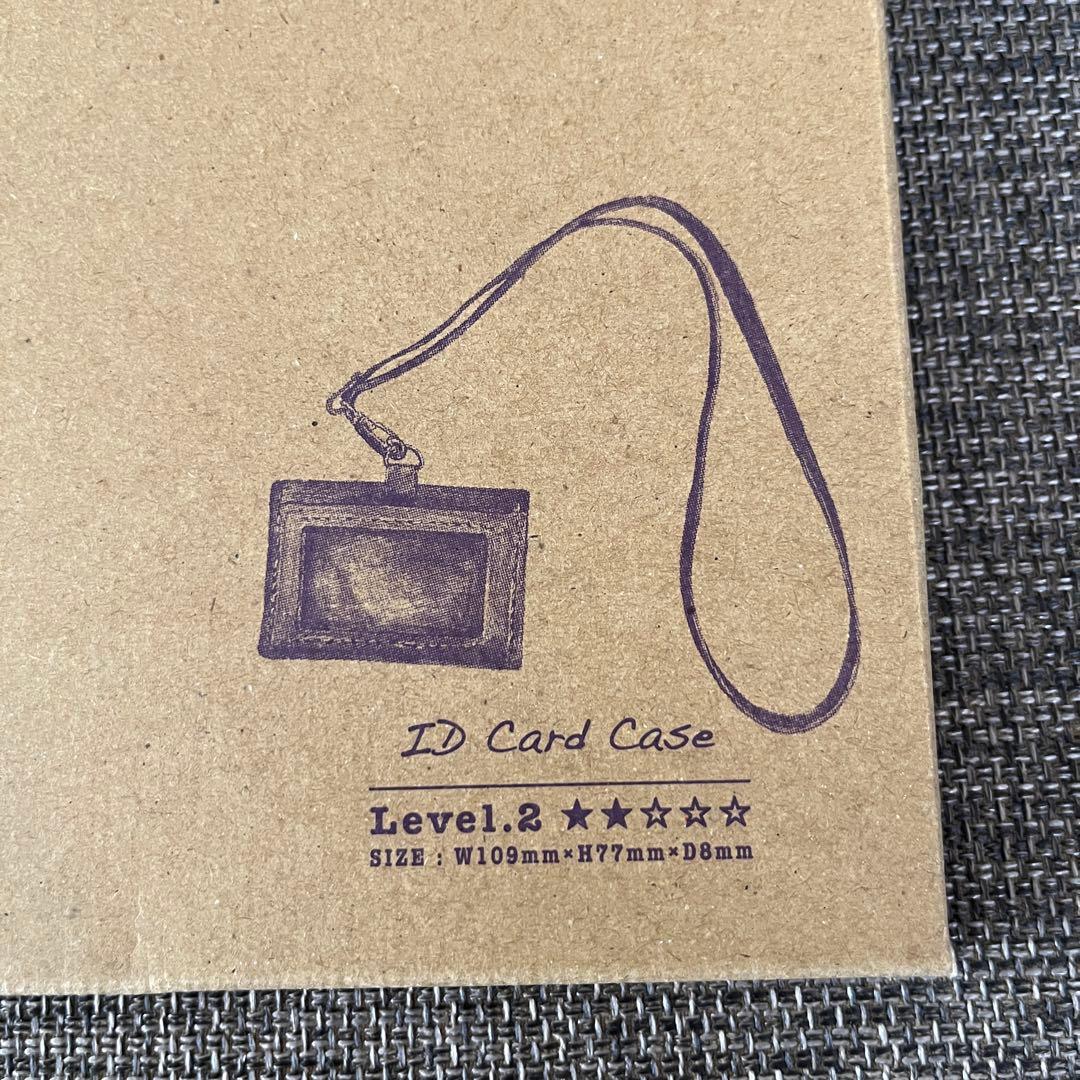 ID Card Case
Level.2 ★★☆☆☆
SIZE : W109mm×H77mm×D8mm